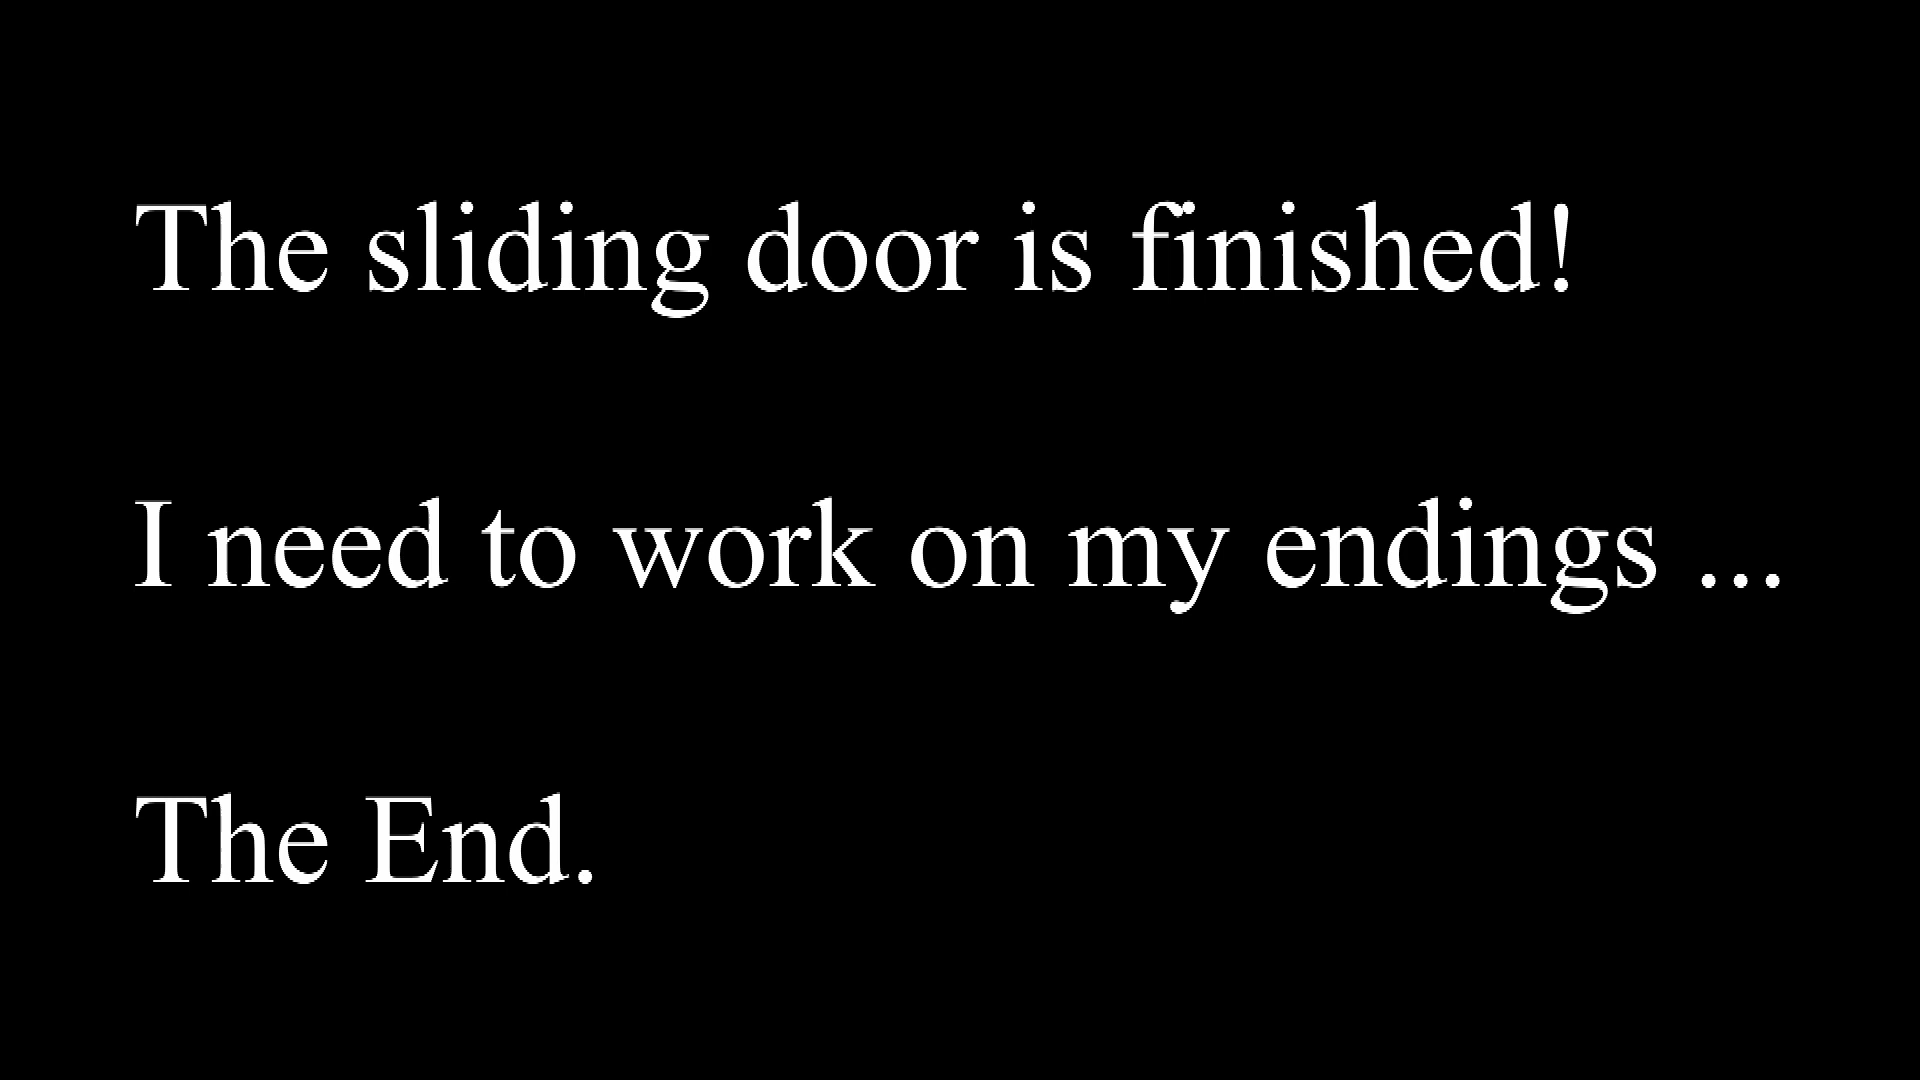 The sliding door is finished!
I need to work on my endings ...
The End.